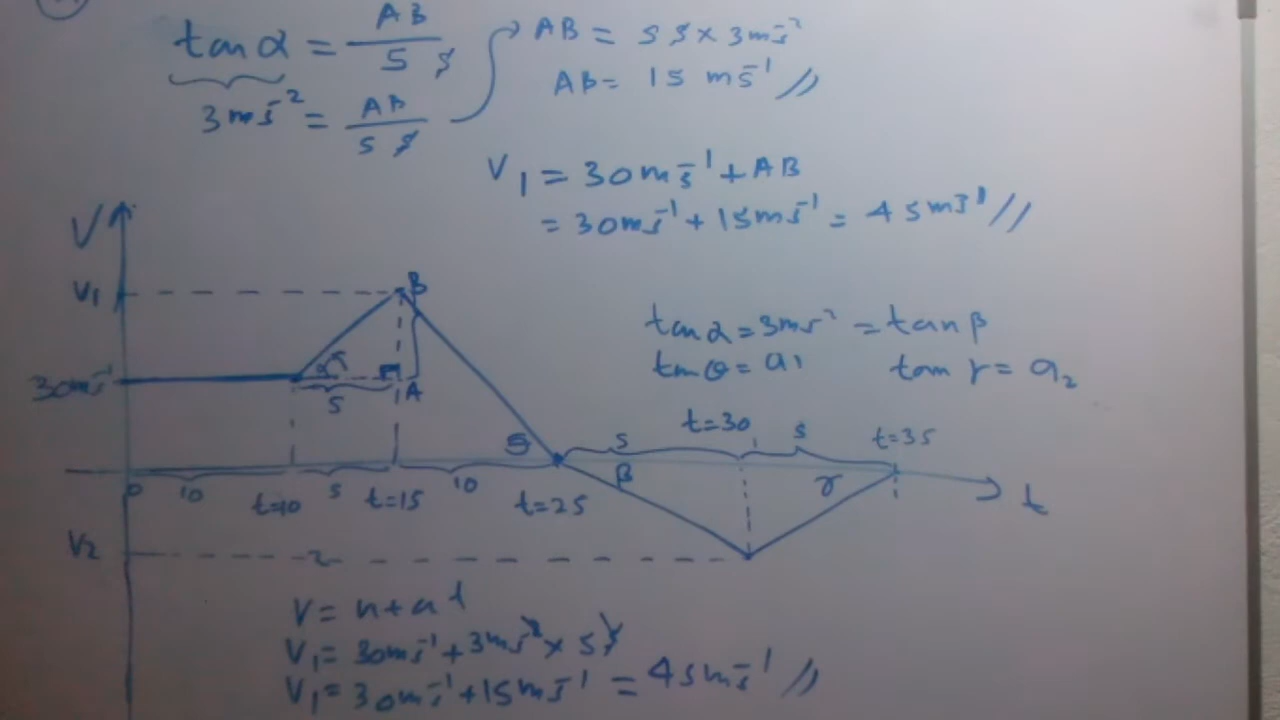 tan α = AB / 5 s
3 ms⁻² = AB / 5 s
AB = 5 s × 3 ms⁻²
AB = 15 ms⁻¹ //
V₁ = 30 ms⁻¹ + AB
= 30 ms⁻¹ + 15 ms⁻¹ = 45 ms⁻¹ //
V
V₁
B
tan α = 3 ms⁻² = tan β
tan θ = a₁ tan γ = a₂
30 ms⁻¹
α
5
A
t=30
5
5
t=35
β
γ
0
10
t=10
5
t=15
10
t=25
t
V₂
V = u + at
V₁ = 30 ms⁻¹ + 3 ms⁻² × 5 s
V₁ = 30 ms⁻¹ + 15 ms⁻¹ = 45 ms⁻¹ //